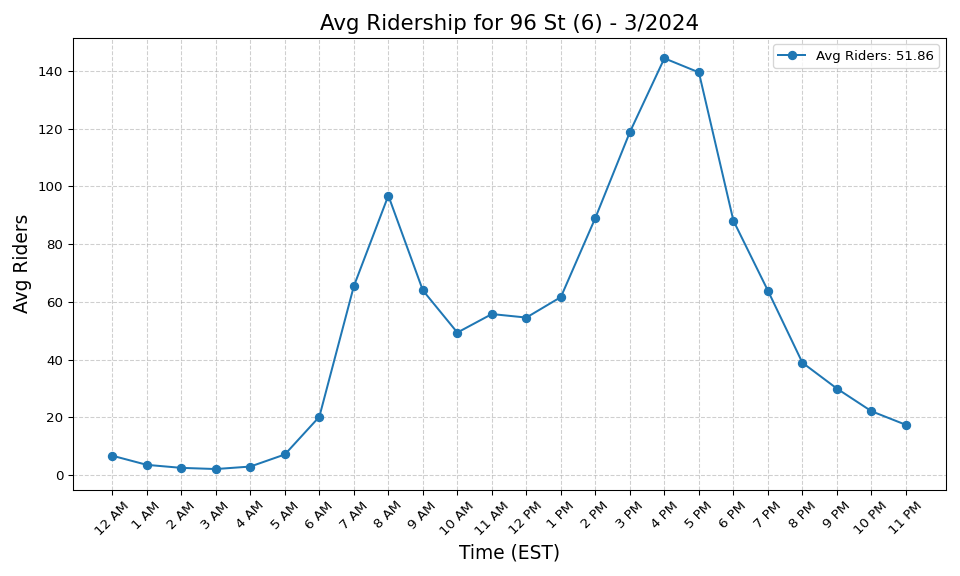 Avg Ridership for 96 St (6) - 3/2024
Avg Riders: 51.86
Avg Riders
140
120
100
80
60
40
20
0
12 AM
1 AM
2 AM
3 AM
4 AM
5 AM
6 AM
7 AM
8 AM
9 AM
10 AM
11 AM
12 PM
1 PM
2 PM
3 PM
4 PM
5 PM
6 PM
7 PM
8 PM
9 PM
10 PM
11 PM
Time (EST)